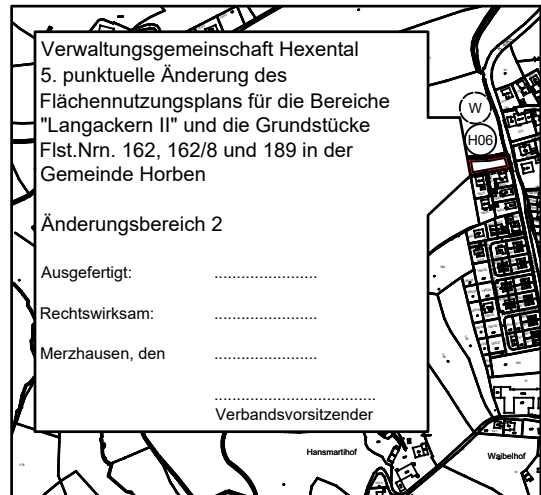 Verwaltungsgemeinschaft Hexental
5. punktuelle Änderung des
Flächennutzungsplans für die Bereiche
"Langackern II" und die Grundstücke
Flst.Nrn. 162, 162/8 und 189 in der
Gemeinde Horben
Änderungsbereich 2
Ausgefertigt: .......................
Rechtswirksam: .......................
Merzhausen, den .......................
....................................
Verbandsvorsitzender
W
H06
Hansmartihof
Waibelhof